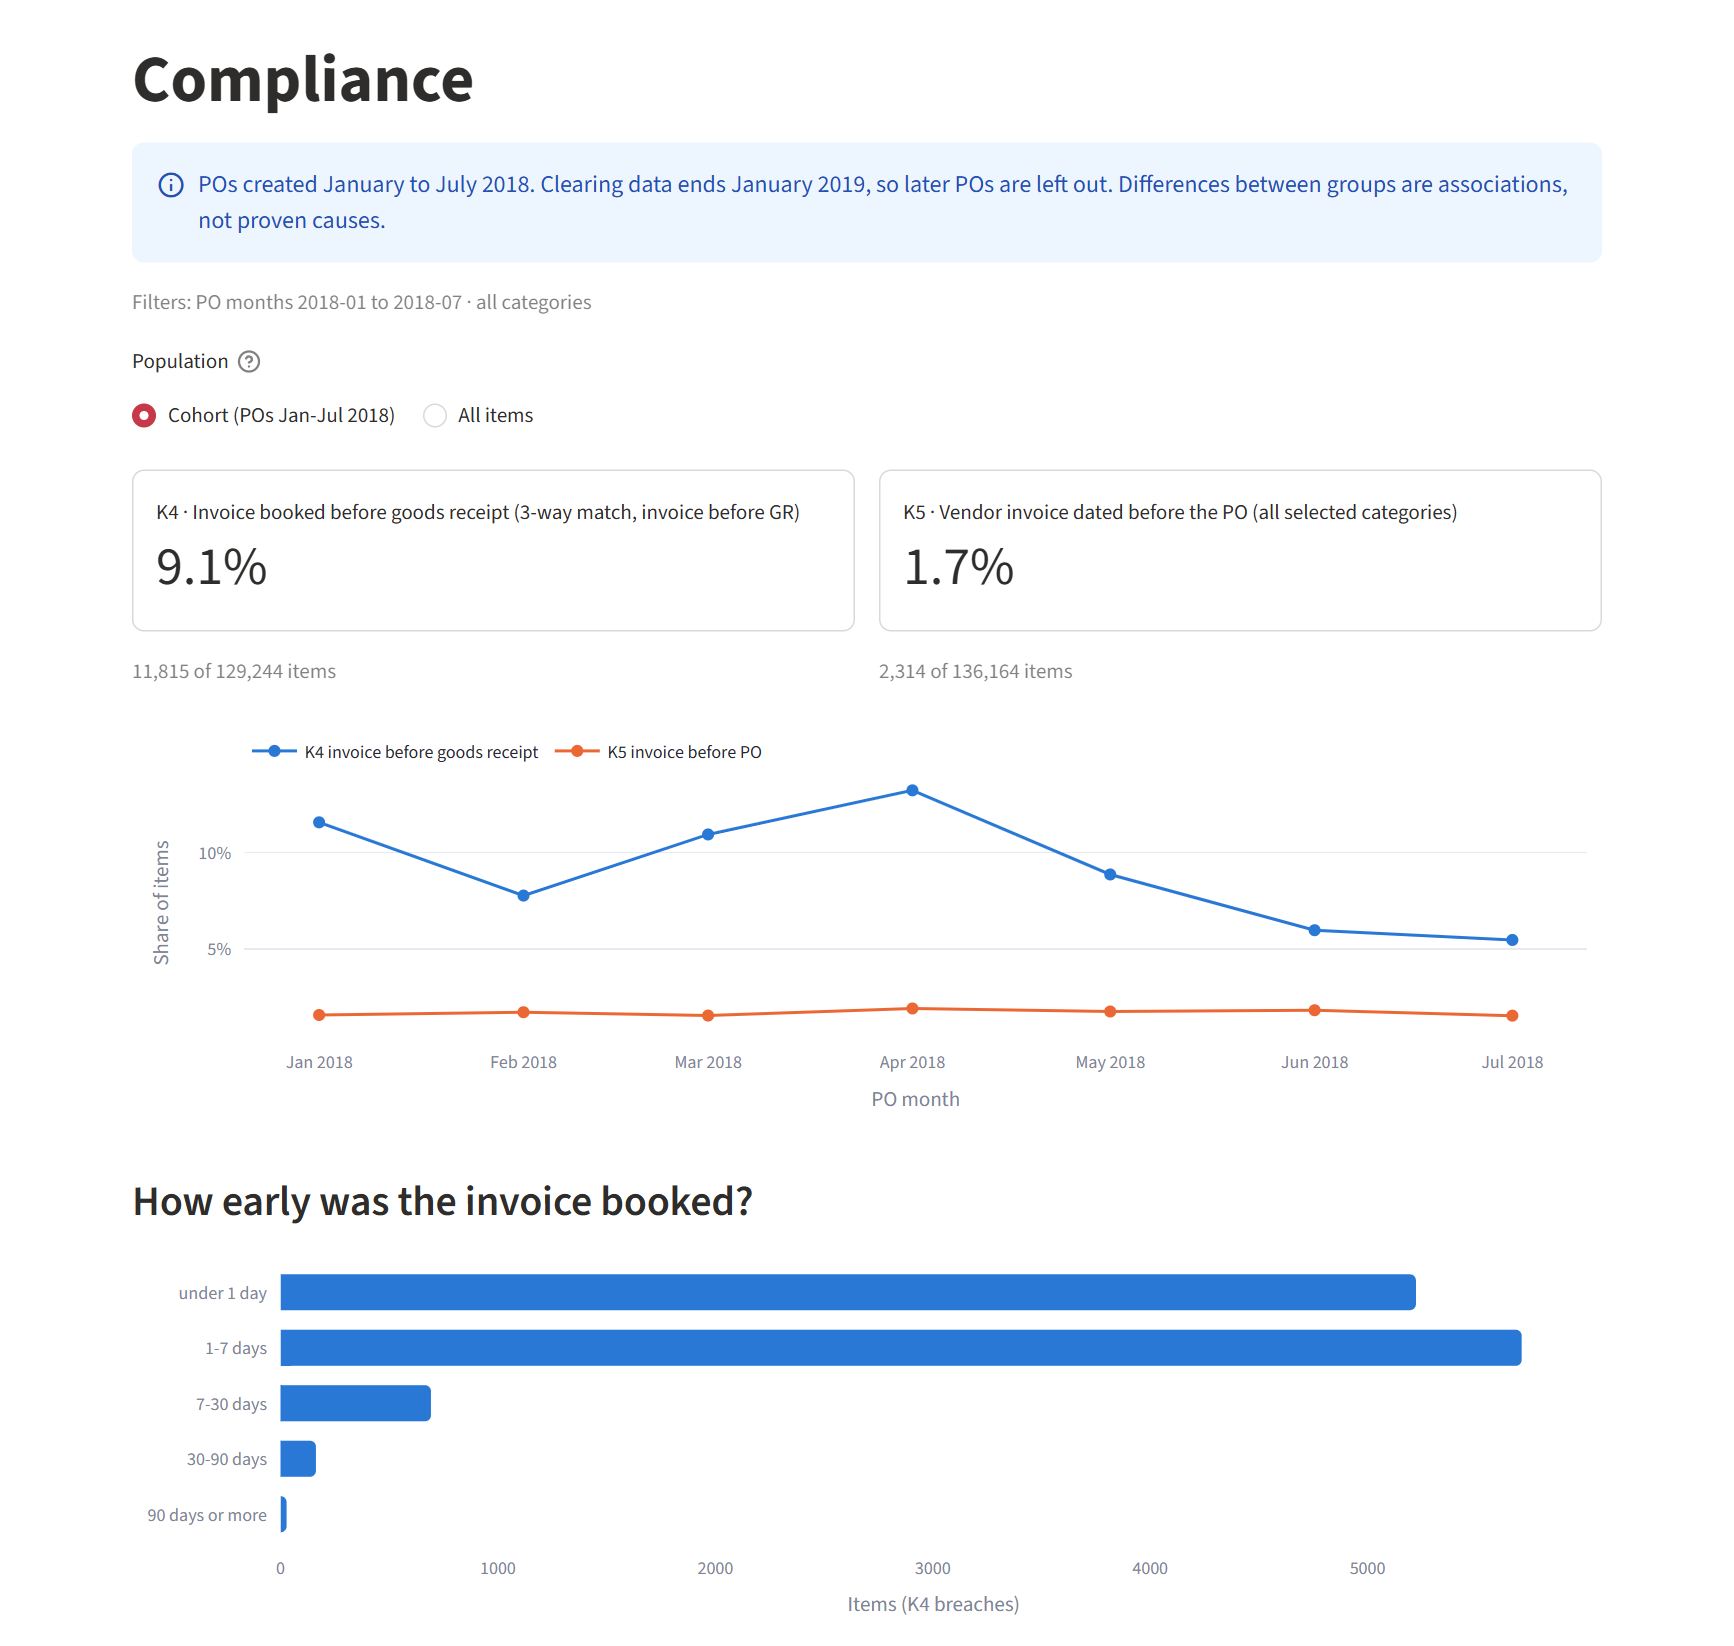 Compliance
POs created January to July 2018. Clearing data ends January 2019, so later POs are left out. Differences between groups are associations,
not proven causes.
Filters: PO months 2018-01 to 2018-07 · all categories
Population
Cohort (POs Jan-Jul 2018) All items
K4 · Invoice booked before goods receipt (3-way match, invoice before GR)
9.1%
11,815 of 129,244 items
K5 · Vendor invoice dated before the PO (all selected categories)
1.7%
2,314 of 136,164 items
K4 invoice before goods receipt K5 invoice before PO
Share of items
10%
5%
Jan 2018 Feb 2018 Mar 2018 Apr 2018 May 2018 Jun 2018 Jul 2018
PO month
How early was the invoice booked?
under 1 day
1-7 days
7-30 days
30-90 days
90 days or more
0 1000 2000 3000 4000 5000
Items (K4 breaches)